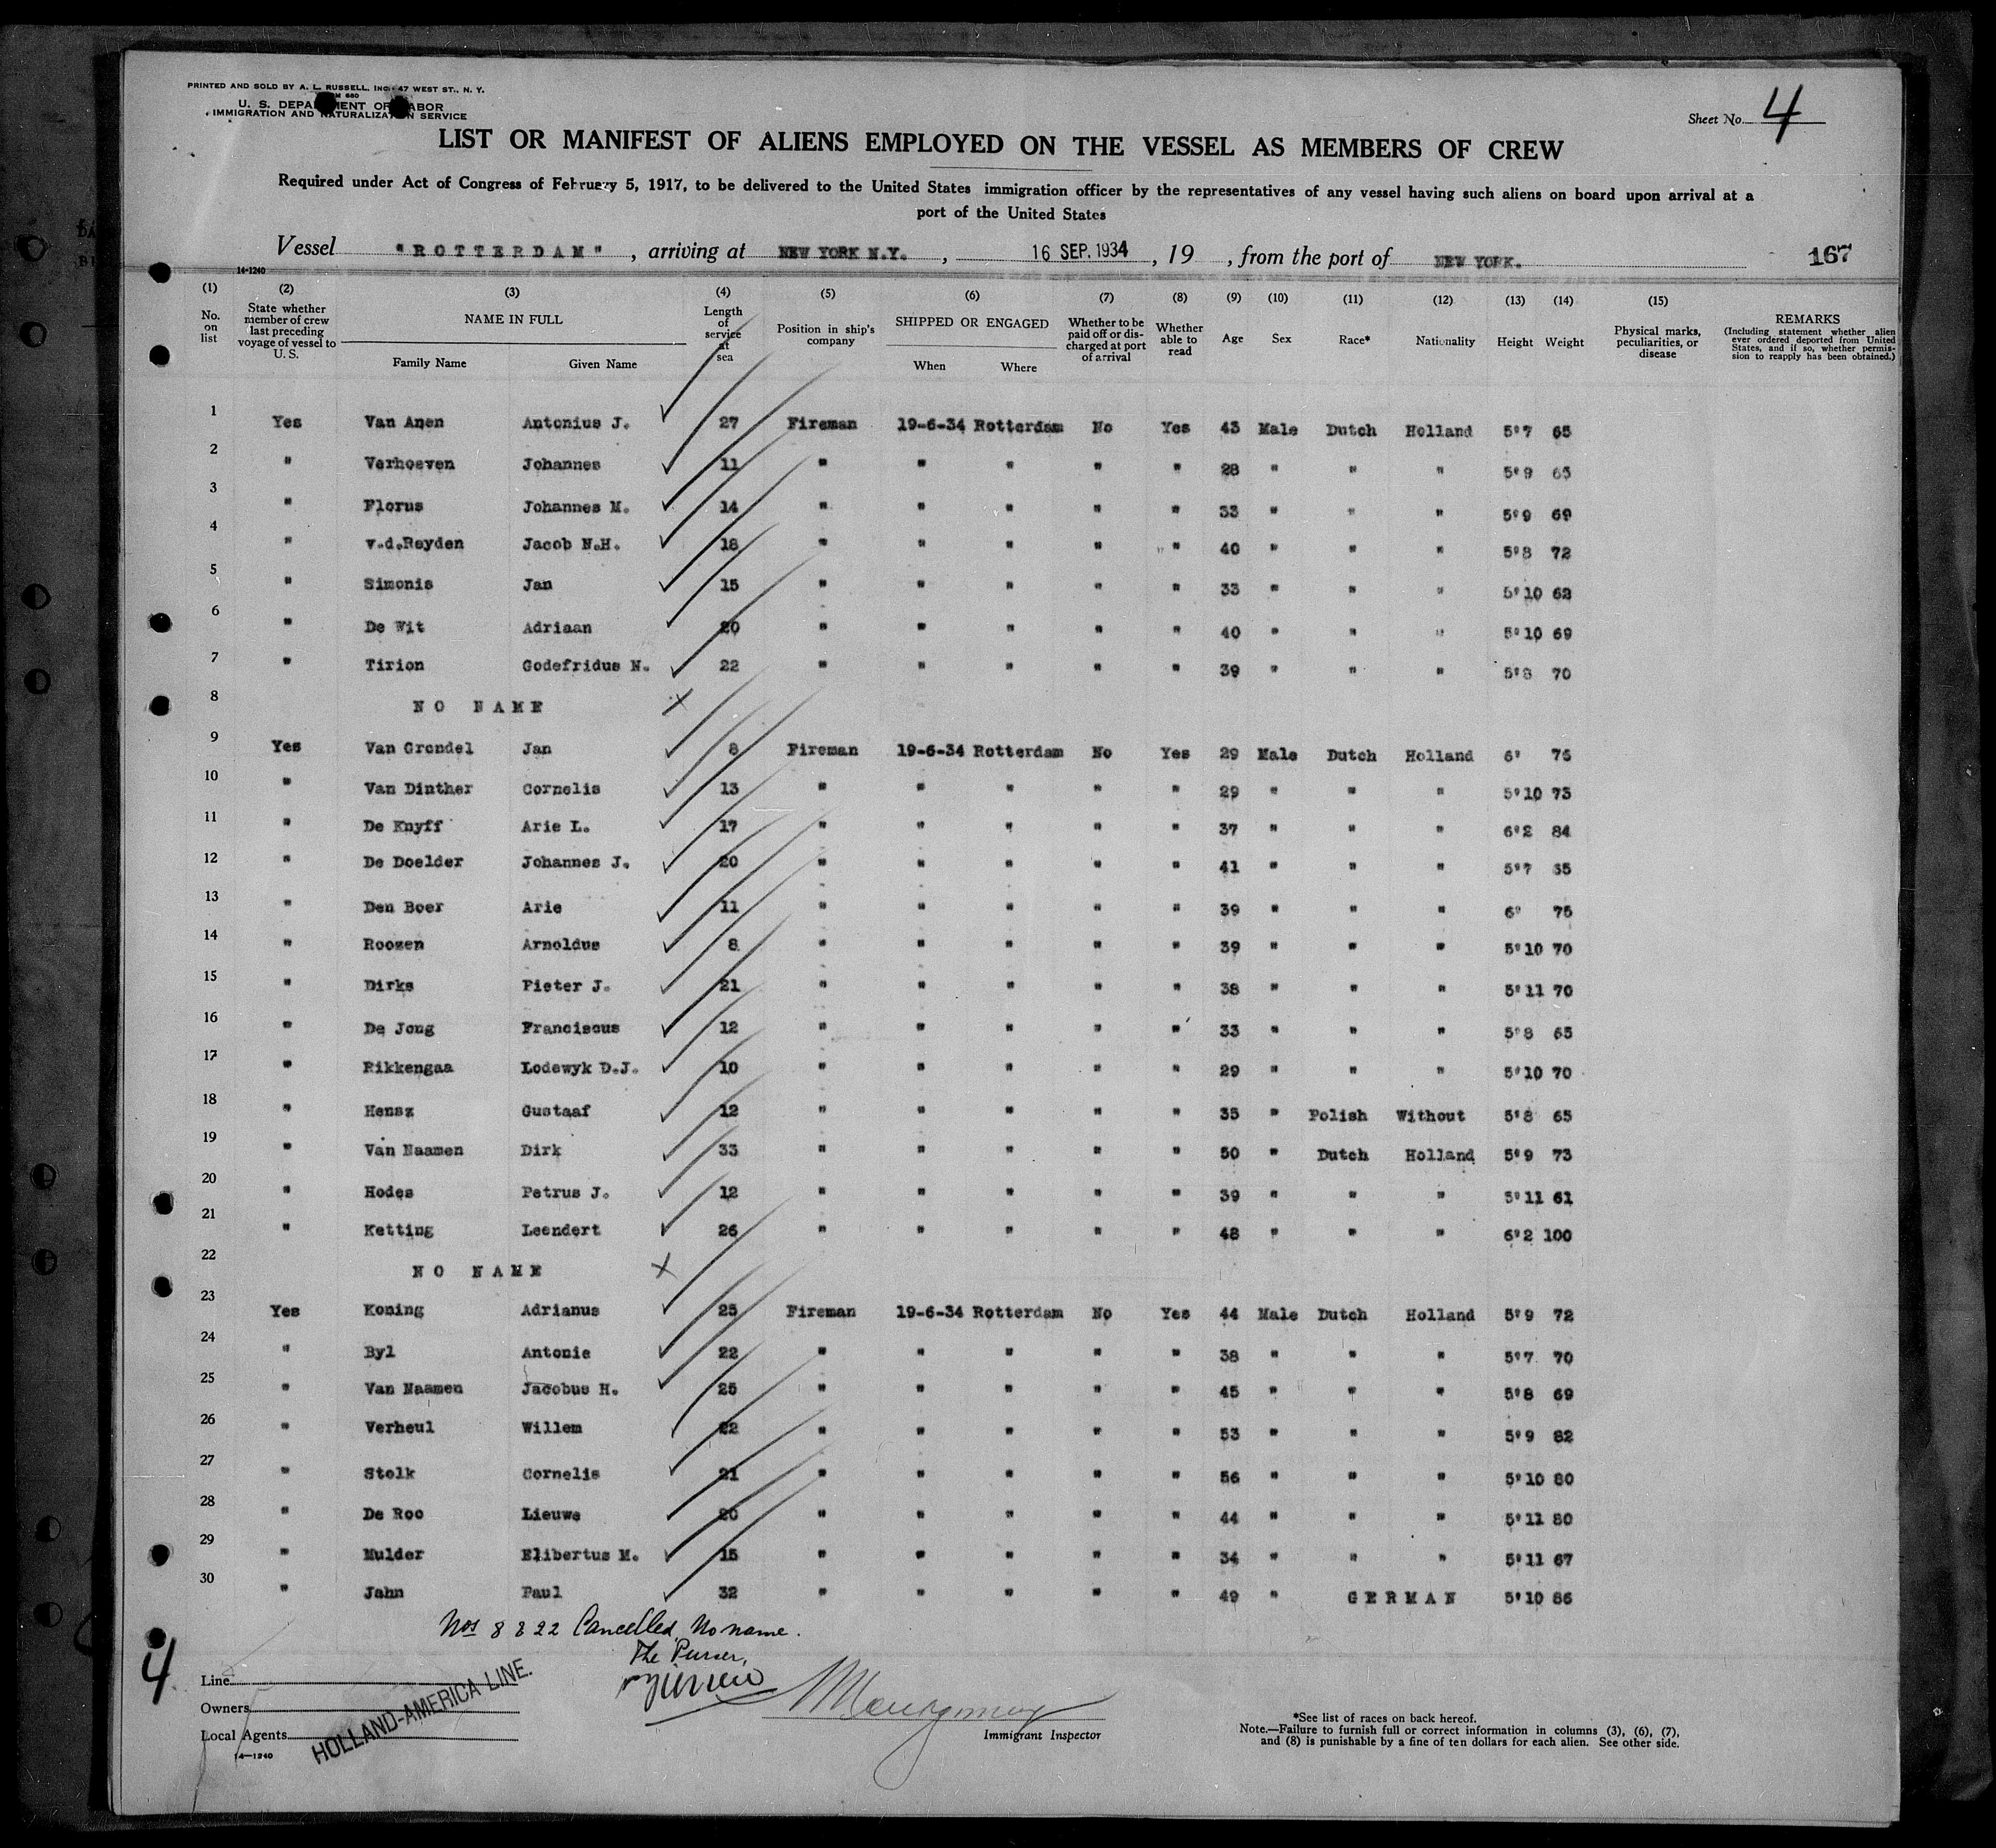 PRINTED AND SOLD BY A. L. RUSSELL, INC. 47 WEST ST., N. Y.
U. S. DEPARTMENT OF LABOR
IMMIGRATION AND NATURALIZATION SERVICE
Sheet No. 4
LIST OR MANIFEST OF ALIENS EMPLOYED ON THE VESSEL AS MEMBERS OF CREW
Required under Act of Congress of February 5, 1917, to be delivered to the United States immigration officer by the representatives of any vessel having such aliens on board upon arrival at a
port of the United States
Vessel "ROTTERDAM", arriving at NEW YORK N.Y., 16 SEP. 1934, 19 , from the port of NEW YORK. 167
14-1240
(1) (2) (3) (4) (5) (6) (7) (8) (9) (10) (11) (12) (13) (14) (15)
No. on list State whether member of crew last preceding voyage of vessel to U. S. NAME IN FULL Family Name Given Name Length of service at sea Position in ship's company SHIPPED OR ENGAGED When Where Whether to be paid off or discharged at port of arrival Whether able to read Age Sex Race* Nationality Height Weight Physical marks, peculiarities, or disease REMARKS (Including statement whether alien ever ordered deported from United States, and if so, whether permission to reapply has been obtained.)
1 Yes Van Anen Antonius J. 27 Fireman 19-6-34 Rotterdam No Yes 43 Male Dutch Holland 5'7 65
2 " Verhoeven Johannes 11 " " " " " 28 " " " 5'9 65
3 " Florus Johannes M. 14 " " " " " 33 " " " 5'9 69
4 " v.d.Reyden Jacob N.H. 18 " " " " " 40 " " " 5'8 72
5 " Simonis Jan 15 " " " " " 33 " " " 5'10 62
6 " De Wit Adriaan 20 " " " " " 40 " " " 5'10 69
7 " Tirion Godefridus N. 22 " " " " " 39 " " " 5'8 70
8 NO NAME X
9 Yes Van Grondel Jan 8 Fireman 19-6-34 Rotterdam No Yes 29 Male Dutch Holland 6' 75
10 " Van Dinther Cornelis 13 " " " " " 29 " " " 5'10 73
11 " De Knyff Arie L. 17 " " " " " 37 " " " 6'2 84
12 " De Doelder Johannes J. 20 " " " " " 41 " " " 5'7 65
13 " Den Boer Arie 11 " " " " " 39 " " " 6' 75
14 " Roozen Arnoldus 8 " " " " " 39 " " " 5'10 70
15 " Dirks Pieter J. 21 " " " " " 38 " " " 5'11 70
16 " De Jong Franciscus 12 " " " " " 33 " " " 5'8 65
17 " Rikkengaa Lodewyk D.J. 10 " " " " " 29 " " " 5'10 70
18 " Hensz Gustaaf 12 " " " " " 35 " Polish Without 5'8 65
19 " Van Naamen Dirk 33 " " " " " 50 " Dutch Holland 5'9 73
20 " Hodes Petrus J. 12 " " " " " 39 " " " 5'11 61
21 " Ketting Leendert 26 " " " " " 48 " " " 6'2 100
22 NO NAME X
23 Yes Koning Adrianus 25 Fireman 19-6-34 Rotterdam No Yes 44 Male Dutch Holland 5'9 72
24 " Byl Antonie 22 " " " " " 38 " " " 5'7 70
25 " Van Naamen Jacobus H. 25 " " " " " 45 " " " 5'8 69
26 " Verheul Willem 22 " " " " " 53 " " " 5'9 82
27 " Stolk Cornelis 21 " " " " " 56 " " " 5'10 80
28 " De Roo Lieuwe 20 " " " " " 44 " " " 5'11 80
29 " Mulder Elibertus M. 15 " " " " " 34 " " " 5'11 67
30 " Jahn Paul 32 " " " " " 49 " GERMAN 5'10 86
Nos 8 & 22 Cancelled, No name.
The Purser,
4
Line
Owners
Local Agents
HOLLAND-AMERICA LINE.
14-1240
Montgomery
Immigrant Inspector
*See list of races on back hereof.
Note.—Failure to furnish full or correct information in columns (3), (6), (7),
and (8) is punishable by a fine of ten dollars for each alien. See other side.